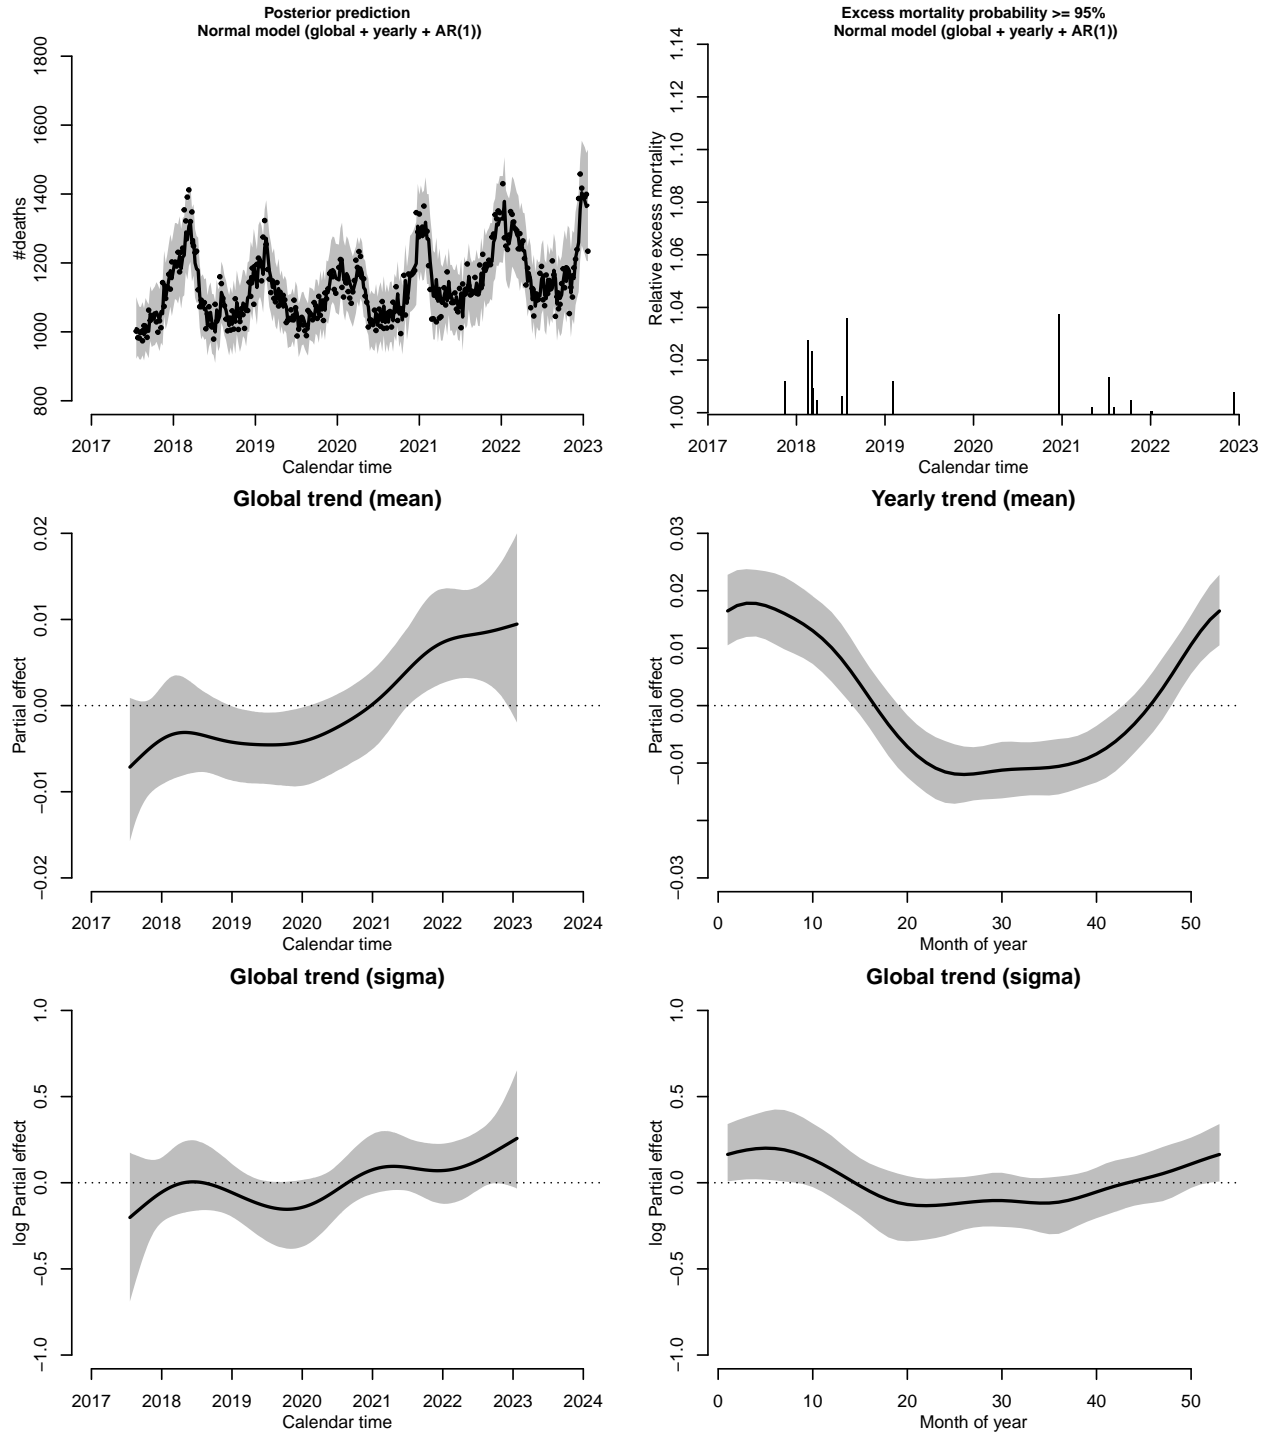 Posterior prediction
Normal model (global + yearly + AR(1))
#deaths
800 1000 1200 1400 1600 1800
2017 2018 2019 2020 2021 2022 2023
Calendar time
Excess mortality probability >= 95%
Normal model (global + yearly + AR(1))
Relative excess mortality
1.00 1.02 1.04 1.06 1.08 1.10 1.12 1.14
2017 2018 2019 2020 2021 2022 2023
Calendar time
Global trend (mean)
Partial effect
−0.02 −0.01 0.00 0.01 0.02
2017 2018 2019 2020 2021 2022 2023 2024
Calendar time
Yearly trend (mean)
Partial effect
−0.03 −0.01 0.00 0.01 0.02 0.03
0 10 20 30 40 50
Month of year
Global trend (sigma)
log Partial effect
−1.0 −0.5 0.0 0.5 1.0
2017 2018 2019 2020 2021 2022 2023 2024
Calendar time
Global trend (sigma)
log Partial effect
−1.0 −0.5 0.0 0.5 1.0
0 10 20 30 40 50
Month of year